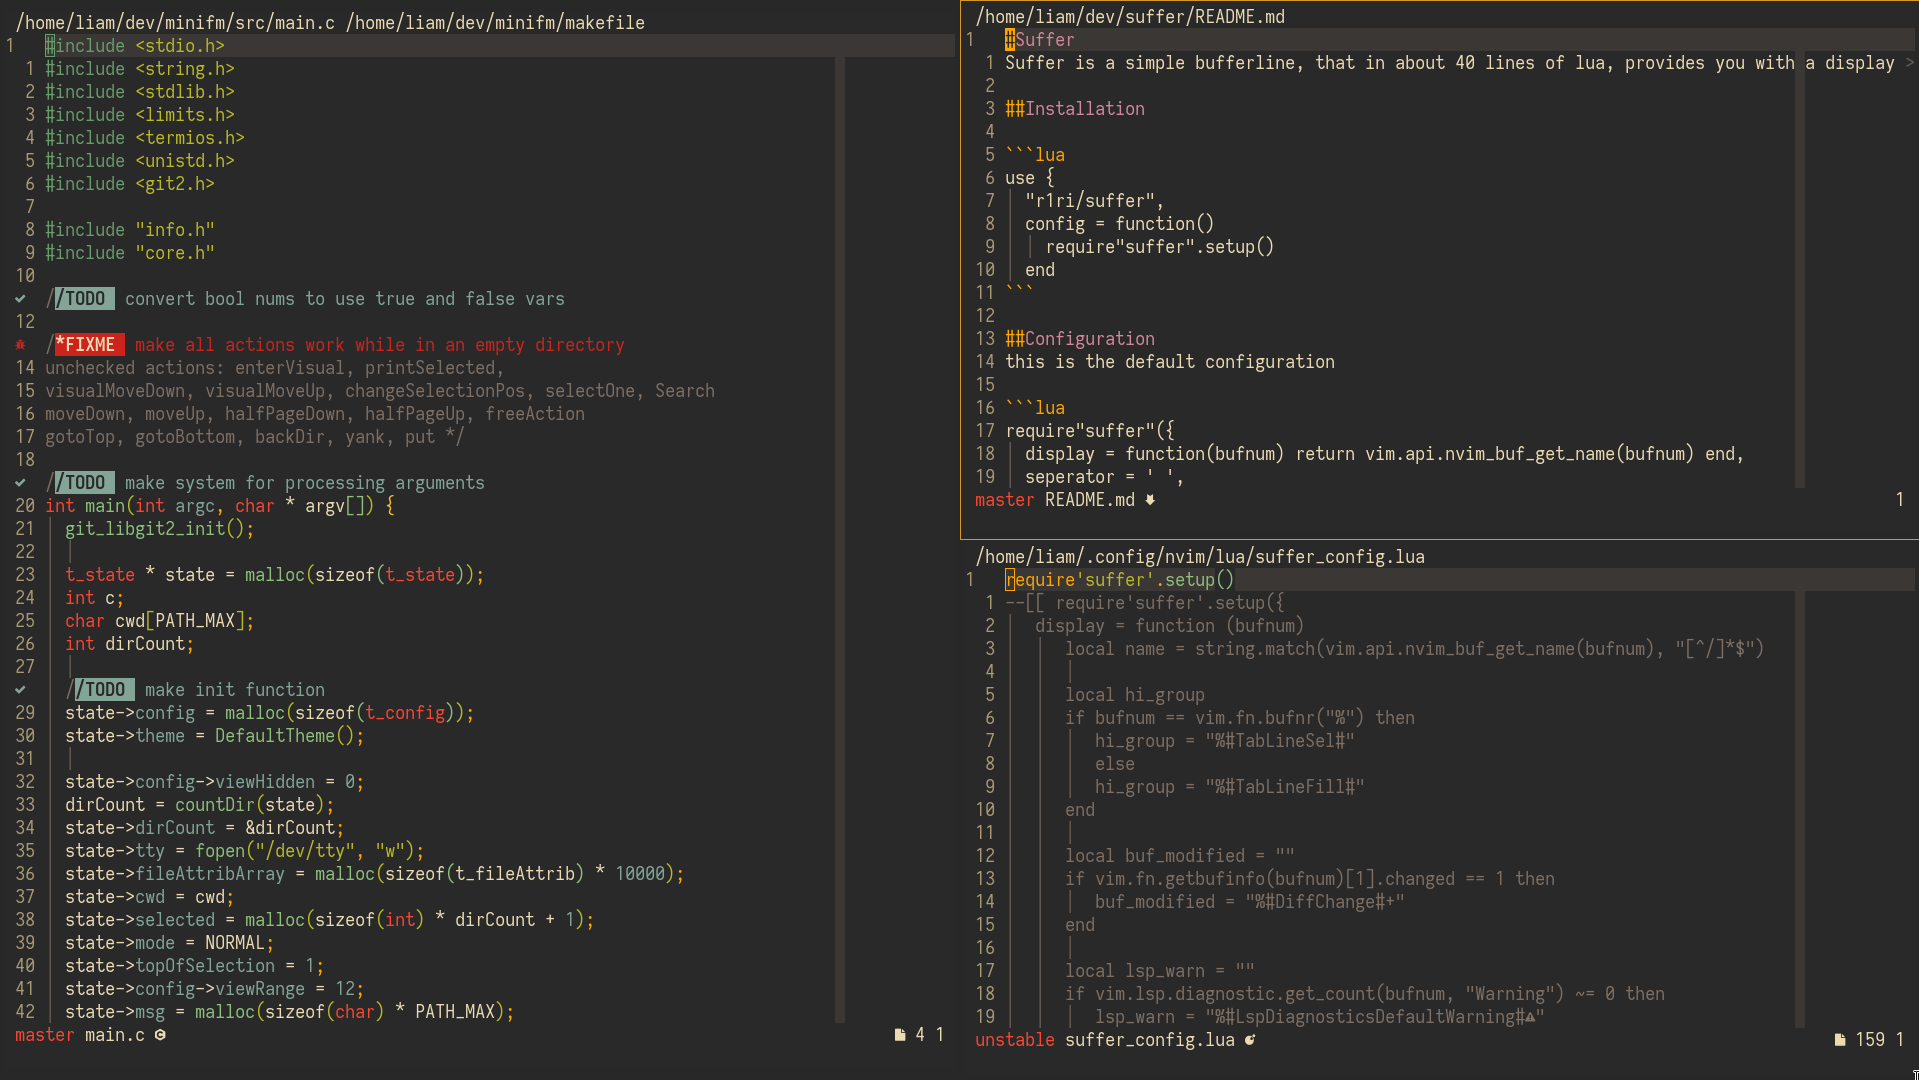 /home/liam/dev/minifm/src/main.c /home/liam/dev/minifm/makefile
1 #include <stdio.h>
1 #include <string.h>
2 #include <stdlib.h>
3 #include <limits.h>
4 #include <termios.h>
5 #include <unistd.h>
6 #include <git2.h>
7
8 #include "info.h"
9 #include "core.h"
10
//TODO convert bool nums to use true and false vars
12
/*FIXME make all actions work while in an empty directory
14 unchecked actions: enterVisual, printSelected,
15 visualMoveDown, visualMoveUp, changeSelectionPos, selectOne, Search
16 moveDown, moveUp, halfPageDown, halfPageUp, freeAction
17 gotoTop, gotoBottom, backDir, yank, put */
18
//TODO make system for processing arguments
20 int main(int argc, char * argv[]) {
21 git_libgit2_init();
22
23 t_state * state = malloc(sizeof(t_state));
24 int c;
25 char cwd[PATH_MAX];
26 int dirCount;
27
//TODO make init function
29 state->config = malloc(sizeof(t_config));
30 state->theme = DefaultTheme();
31
32 state->config->viewHidden = 0;
33 dirCount = countDir(state);
34 state->dirCount = &dirCount;
35 state->tty = fopen("/dev/tty", "w");
36 state->fileAttribArray = malloc(sizeof(t_fileAttrib) * 10000);
37 state->cwd = cwd;
38 state->selected = malloc(sizeof(int) * dirCount + 1);
39 state->mode = NORMAL;
40 state->topOfSelection = 1;
41 state->config->viewRange = 12;
42 state->msg = malloc(sizeof(char) * PATH_MAX);
master main.c 4 1
/home/liam/dev/suffer/README.md
1 #Suffer
1 Suffer is a simple bufferline, that in about 40 lines of lua, provides you with a display >
2
3 ##Installation
4
5 ```lua
6 use {
7 "r1ri/suffer",
8 config = function()
9 require"suffer".setup()
10 end
11 ```
12
13 ##Configuration
14 this is the default configuration
15
16 ```lua
17 require"suffer"({
18 display = function(bufnum) return vim.api.nvim_buf_get_name(bufnum) end,
19 seperator = ' ',
master README.md 1
/home/liam/.config/nvim/lua/suffer_config.lua
1 require'suffer'.setup()
1 --[[ require'suffer'.setup({
2 display = function (bufnum)
3 local name = string.match(vim.api.nvim_buf_get_name(bufnum), "[^/]*$")
4
5 local hi_group
6 if bufnum == vim.fn.bufnr("%") then
7 hi_group = "%#TabLineSel#"
8 else
9 hi_group = "%#TabLineFill#"
10 end
11
12 local buf_modified = ""
13 if vim.fn.getbufinfo(bufnum)[1].changed == 1 then
14 buf_modified = "%#DiffChange#+"
15 end
16
17 local lsp_warn = ""
18 if vim.lsp.diagnostic.get_count(bufnum, "Warning") ~= 0 then
19 lsp_warn = "%#LspDiagnosticsDefaultWarning#⚠"
unstable suffer_config.lua 159 1